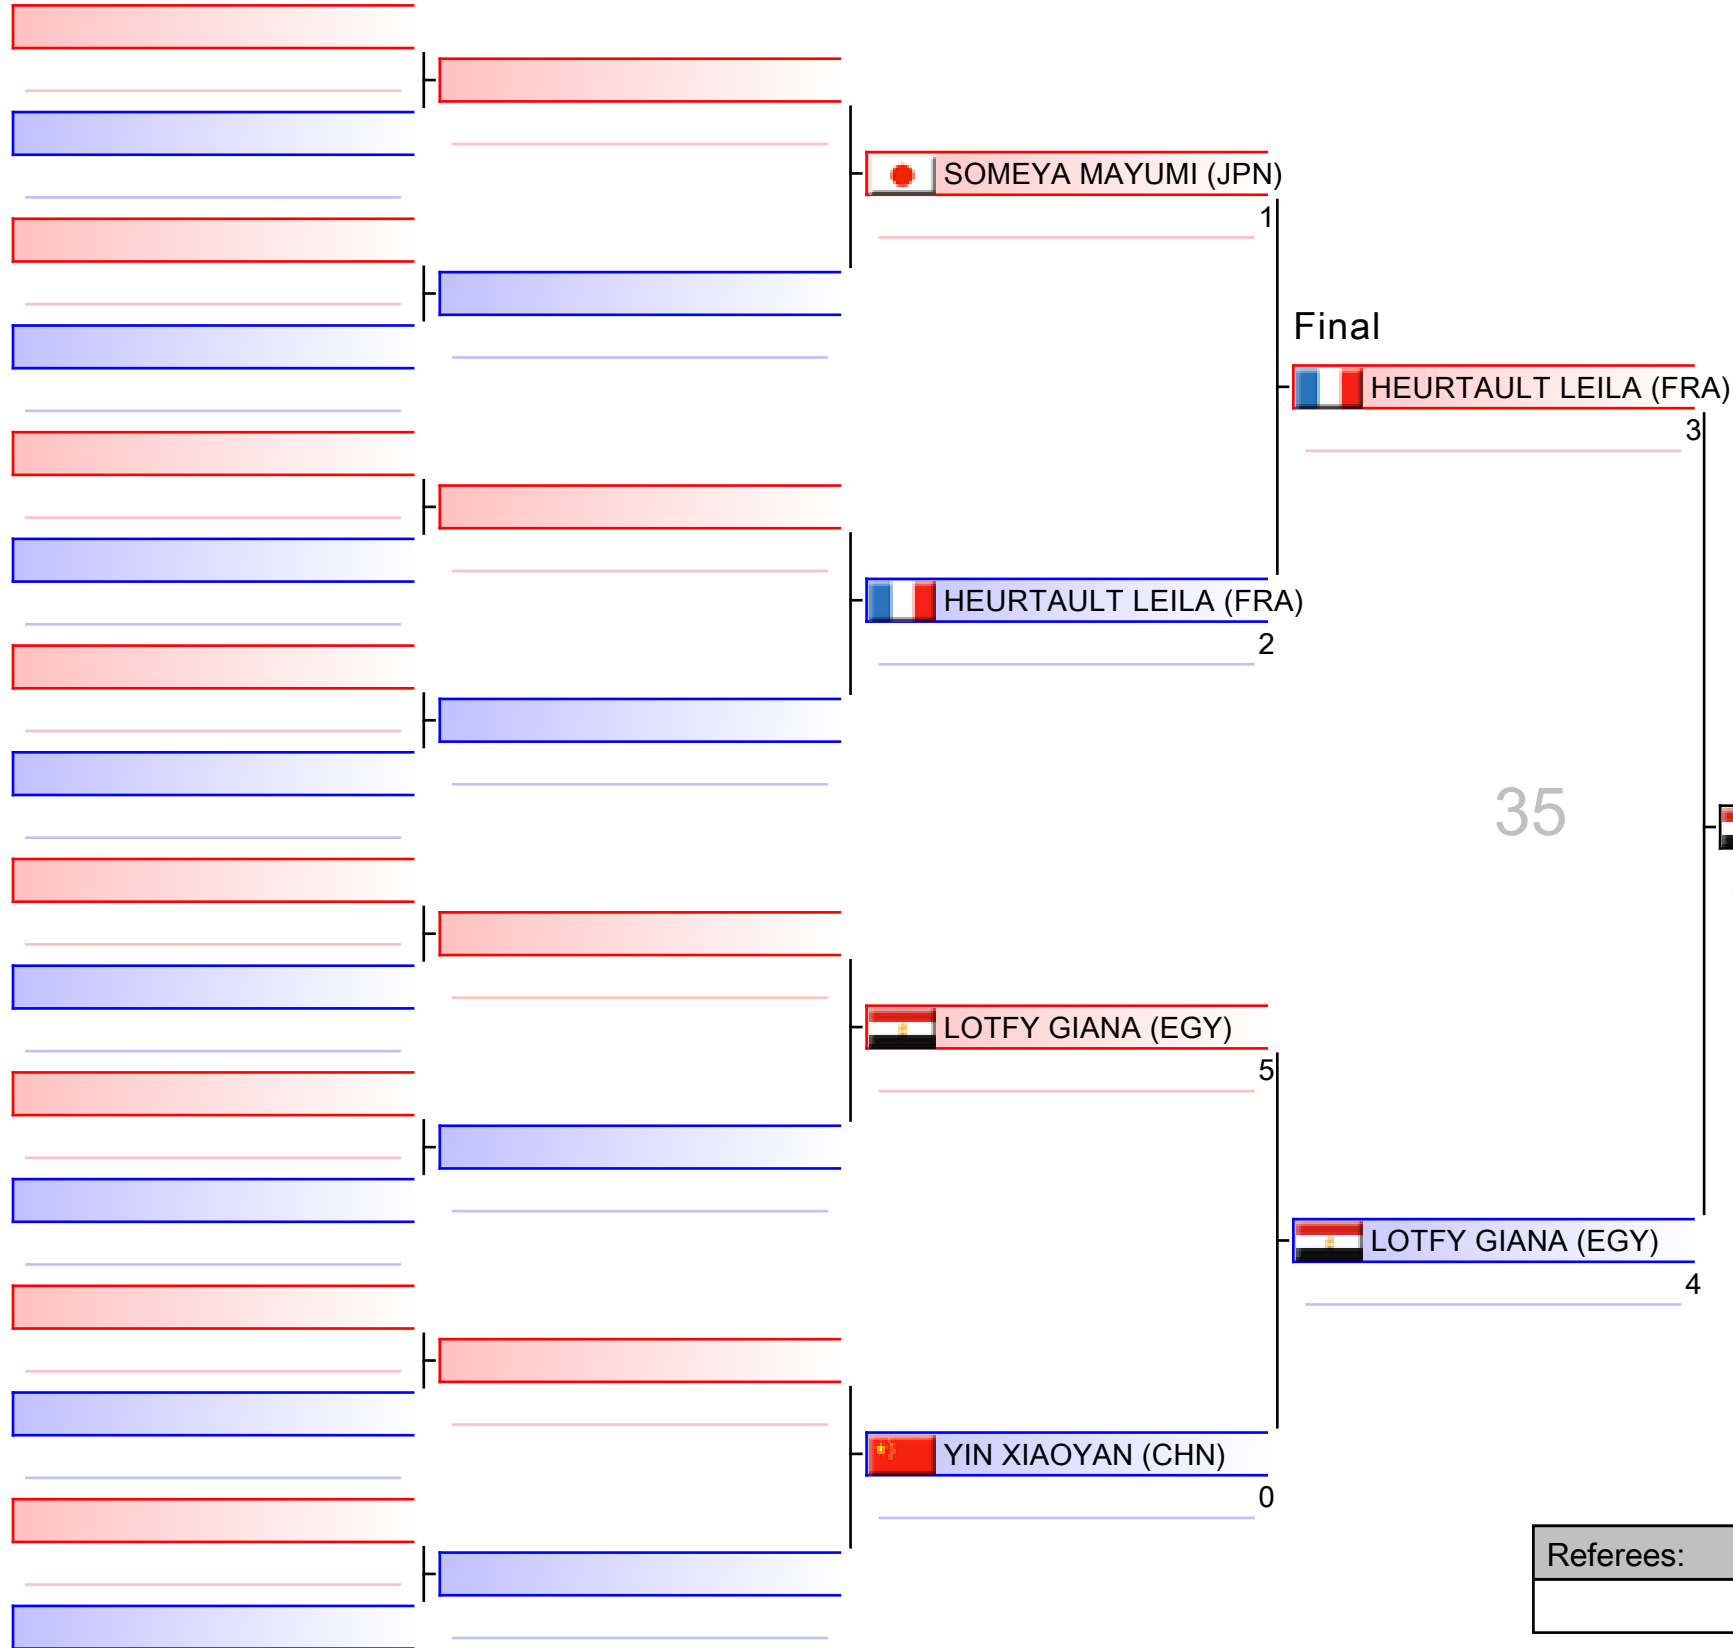 SOMEYA MAYUMI (JPN)
1
Final
HEURTAULT LEILA (FRA)
3
HEURTAULT LEILA (FRA)
2
35
LOTFY GIANA (EGY)
5
LOTFY GIANA (EGY)
4
YIN XIAOYAN (CHN)
0
Referees: